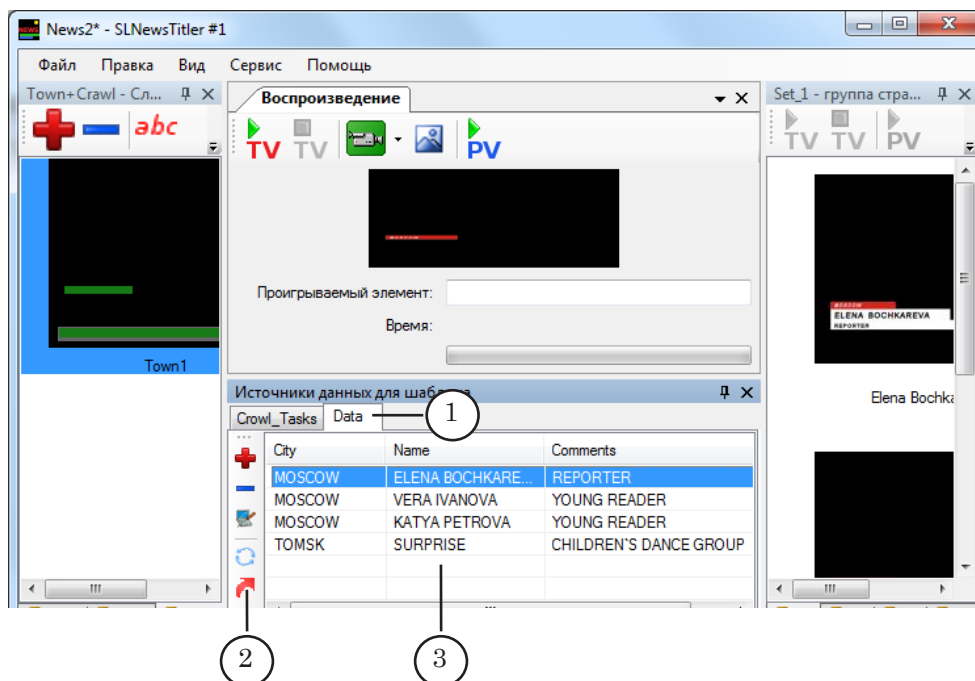 News2* - SLNewsTitler #1
Файл Правка Вид Сервис Помощь
Town+Crawl - Сл...
abc
Town1
Воспроизведение
TV TV PV
MOSCOW
Проигрываемый элемент:
Время:
Источники данных для
Crowl_Tasks Data
City Name Comments
MOSCOW ELENA BOCHKARE... REPORTER
MOSCOW VERA IVANOVA YOUNG READER
MOSCOW KATYA PETROVA YOUNG READER
TOMSK SURPRISE CHILDREN`S DANCE GROUP
Set_1 - группа стра...
TV TV PV
MOSCOW
ELENA BOCHKAREVA
REPORTER
Elena Bochka
1
2
3